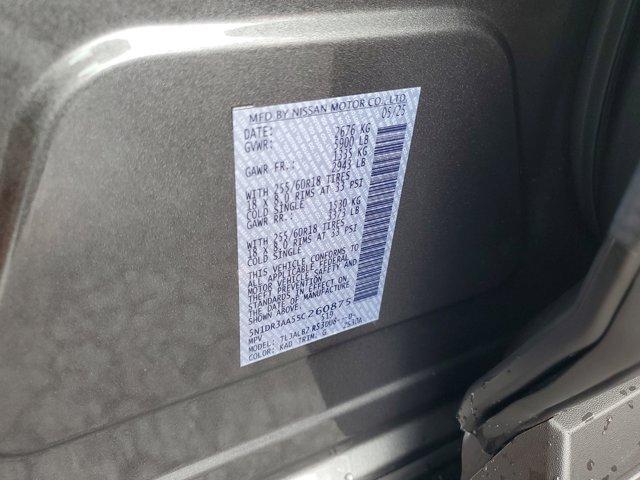 MFD BY NISSAN MOTOR CO., LTD
DATE: 05/25
GVWR: 2676 KG
5900 LB
GAWR FR.: 1335 KG
2943 LB
WITH 255/60R18 TIRES
18 X 8.0 RIMS AT 33 PSI
COLD SINGLE
GAWR RR.: 1530 KG
3373 LB
WITH 255/60R18 TIRES
18 X 8.0 RIMS AT 33 PSI
COLD SINGLE
THIS VEHICLE CONFORMS TO
ALL APPLICABLE FEDERAL
MOTOR VEHICLE SAFETY AND
THEFT PREVENTION
STANDARDS IN EFFECT ON
THE DATE OF MANUFACTURE
5N1DR3AA5SC260875
MPV 519
MODEL:
COLOR: KAD TRIM: G